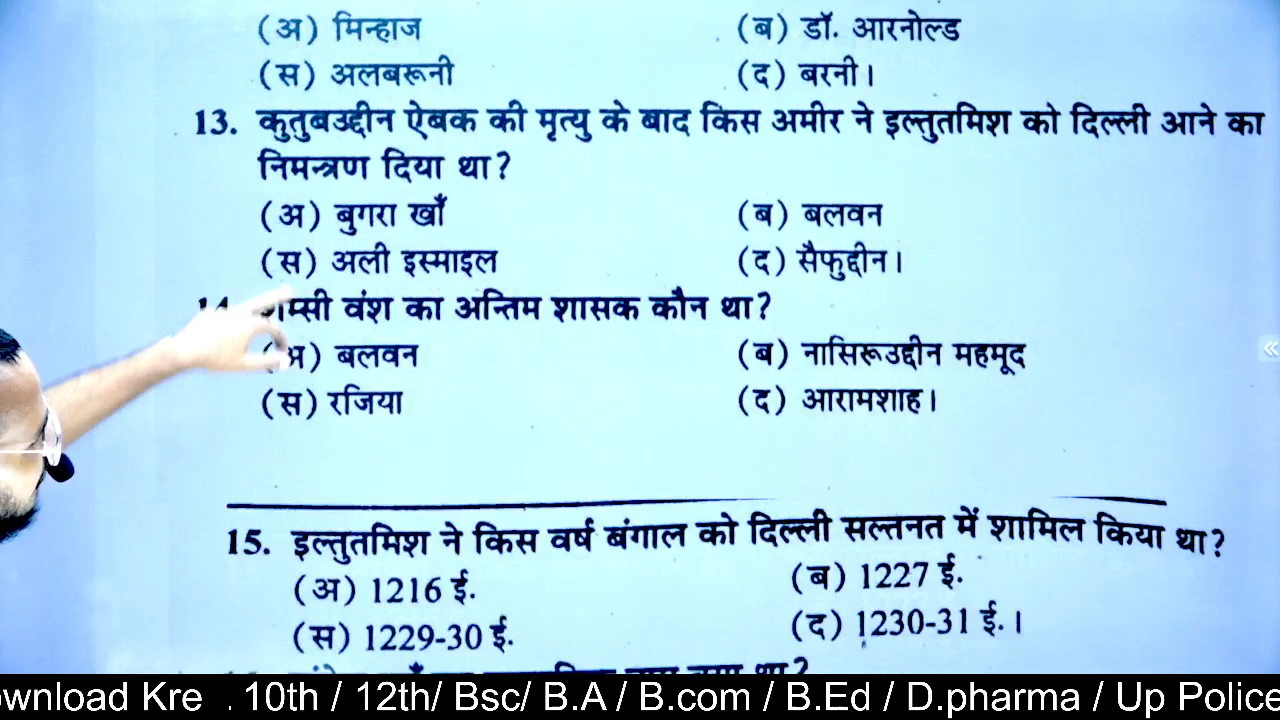 (अ) मिन्हाज (ब) डॉ. आरनोल्ड
(स) अलबरूनी (द) बरनी।
13. कुतुबउद्दीन ऐबक की मृत्यु के बाद किस अमीर ने इल्तुतमिश को दिल्ली आने का
निमन्त्रण दिया था?
(अ) बुगरा खाँ (ब) बलवन
(स) अली इस्माइल (द) सैफुद्दीन।
वंश का अन्तिम शासक कौन था?
(अ) बलवन (ब) नासिरूउद्दीन महमूद
(स) रजिया (द) आरामशाह।
15. इल्तुतमिश ने किस वर्ष बंगाल को दिल्ली सल्तनत में शामिल किया था?
(अ) 1216 ई. (ब) 1227 ई.
(स) 1229-30 ई. (द) 1230-31 ई.।
था?
Kre . 10th / 12th/ Bsc/ B.A / B.com / B.Ed / D.pharma / Up Police